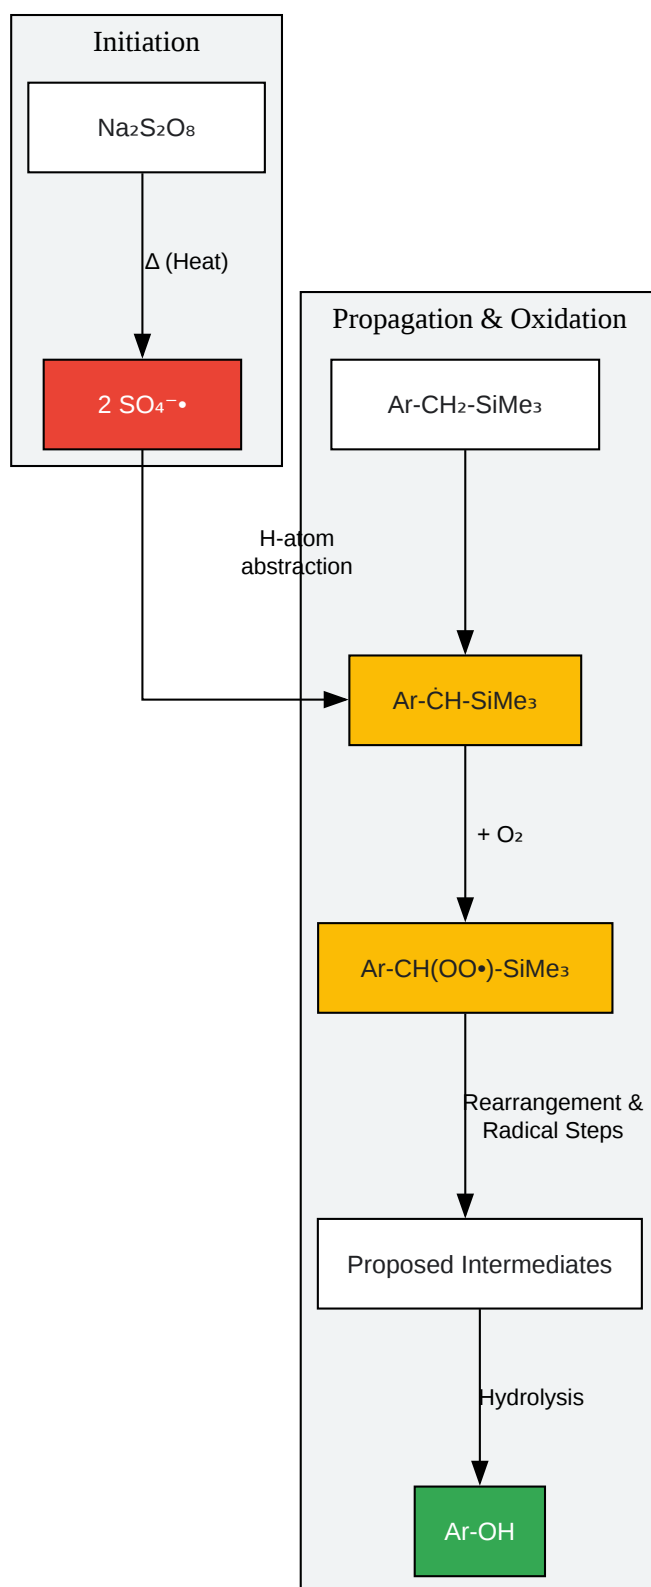 Initiation
Na₂S₂O₈
Δ (Heat)
2 SO₄⁻•
Propagation & Oxidation
Ar-CH₂-SiMe₃
H-atom
abstraction
Ar-ĊH-SiMe₃
+ O₂
Ar-CH(OO•)-SiMe₃
Rearrangement &
Radical Steps
Proposed Intermediates
Hydrolysis
Ar-OH